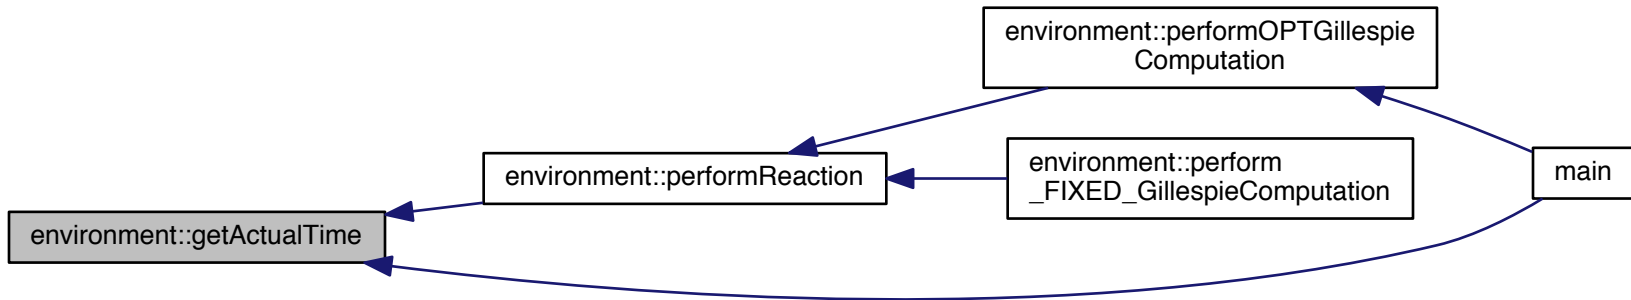 environment::performOPTGillespie
Computation
environment::performReaction
environment::perform
_FIXED_GillespieComputation
main
environment::getActualTime